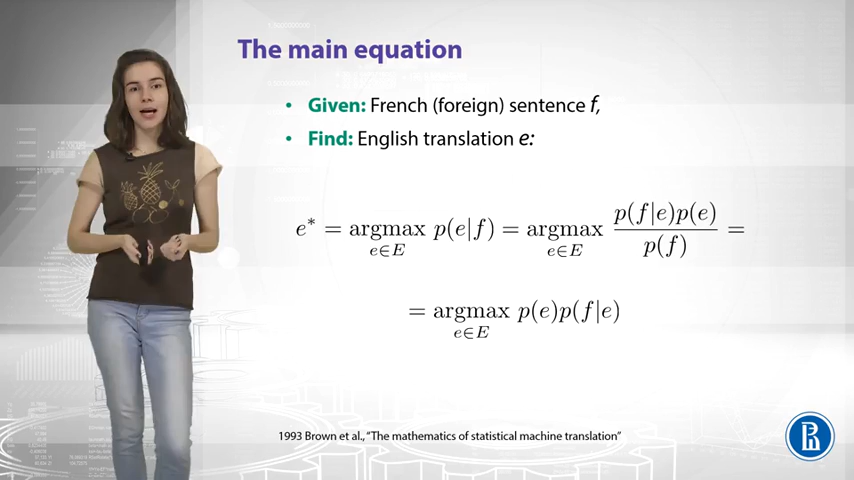 The main equation
• Given: French (foreign) sentence f,
• Find: English translation e:
e* = argmax p(e|f) = argmax p(f|e)p(e) / p(f) =
e∈E e∈E
= argmax p(e)p(f|e)
e∈E
1993 Brown et al., “The mathematics of statistical machine translation”